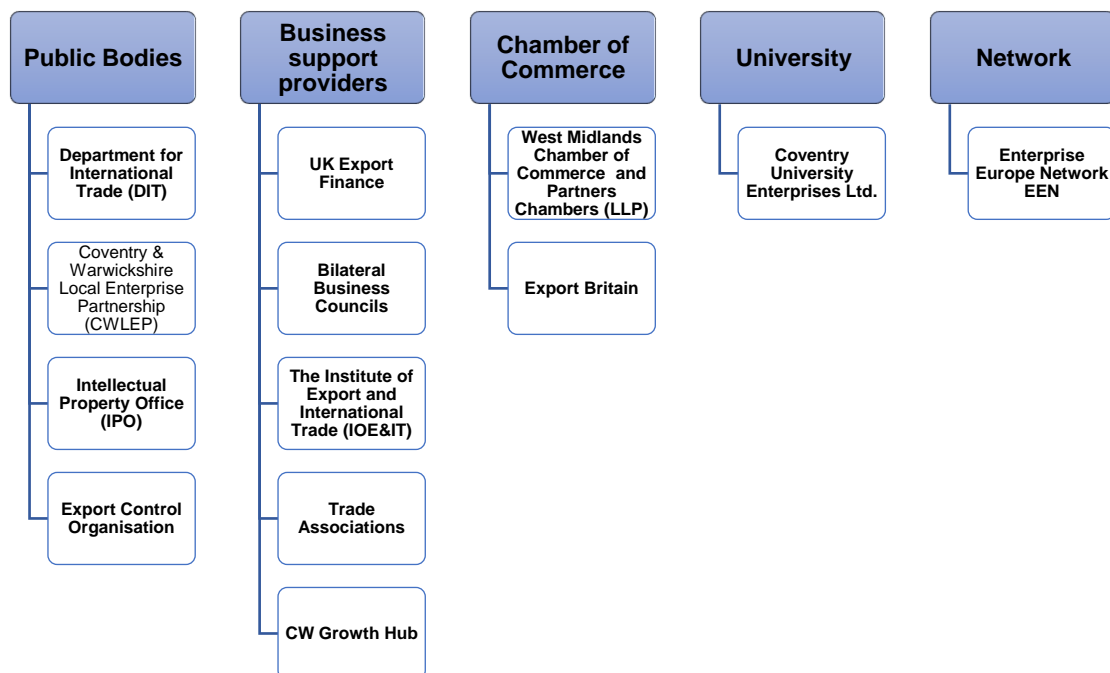 Public Bodies
Department for
International
Trade (DIT)
Coventry &
Warwickshire
Local Enterprise
Partnership
(CWLEP)
Intellectual
Property Office
(IPO)
Export Control
Organisation
Business
support
providers
UK Export
Finance
Bilateral
Business
Councils
The Institute of
Export and
International
Trade (IOE&IT)
Trade
Associations
CW Growth Hub
Chamber of
Commerce
West Midlands
Chamber of
Commerce and
Partners
Chambers (LLP)
Export Britain
University
Coventry
University
Enterprises Ltd.
Network
Enterprise
Europe Network
EEN